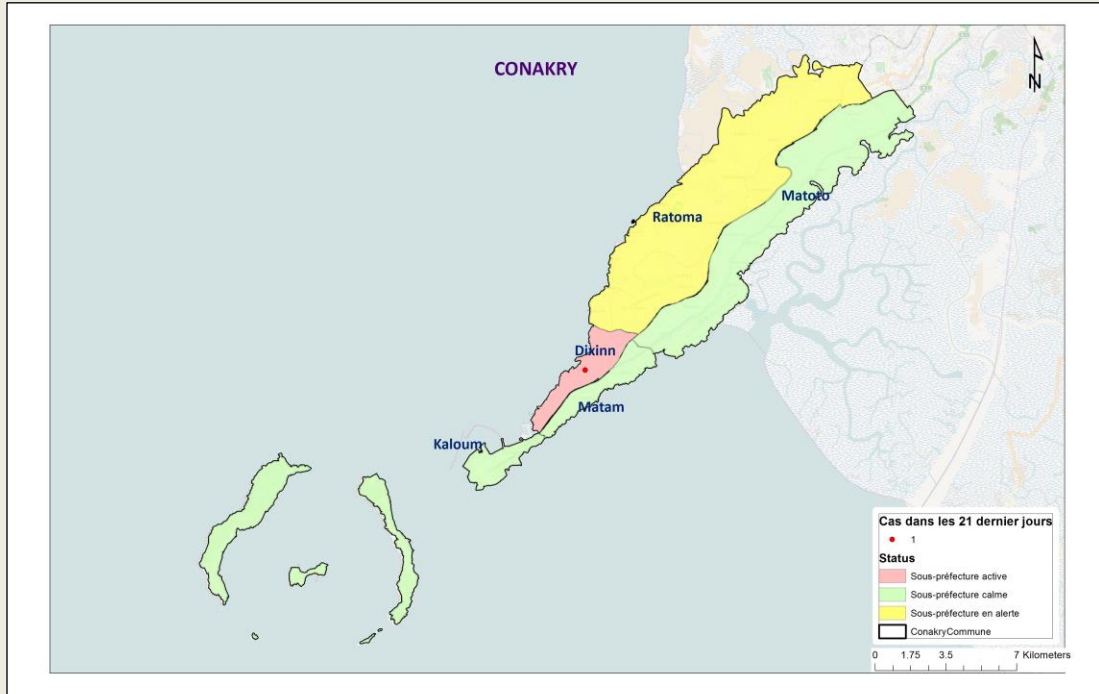 CONAKRY
N
Ratoma
Matoto
Dixinn
Matam
Kaloum
Cas dans les 21 dernier jours
1
Status
Sous-préfecture active
Sous-préfecture calme
Sous-préfecture en alerte
ConakryCommune
0 1.75 3.5 7 Kilometers